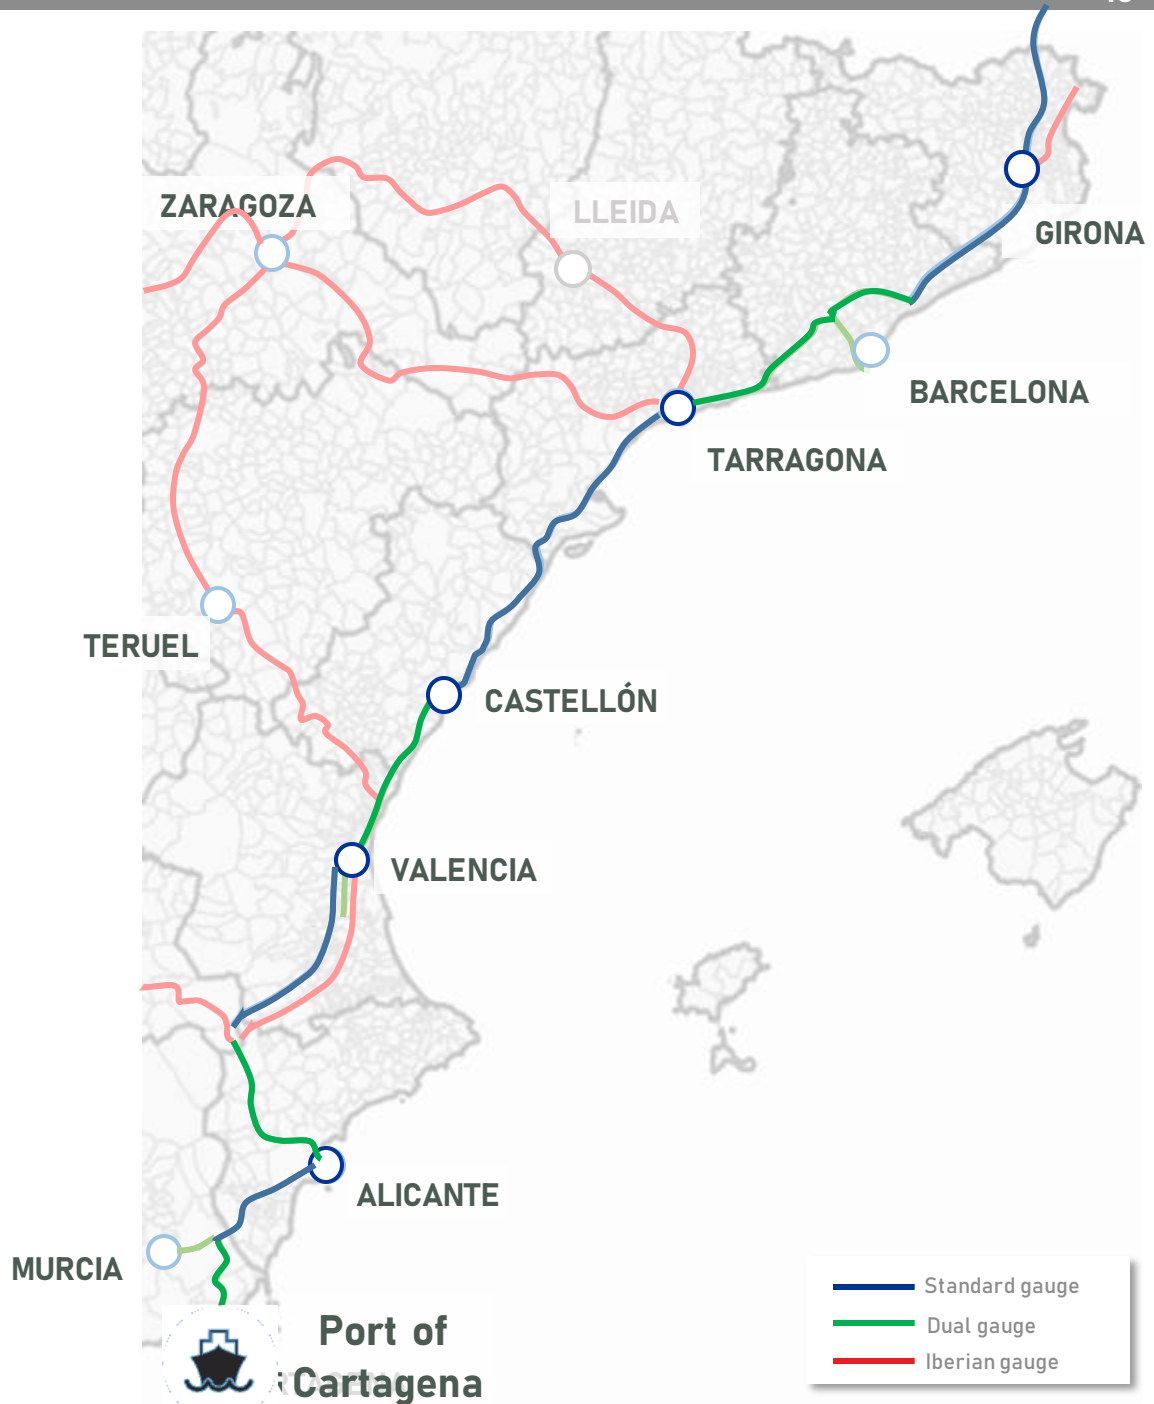 ZARAGOZA
LLEIDA
GIRONA
BARCELONA
TARRAGONA
TERUEL
CASTELLÓN
VALENCIA
ALICANTE
MURCIA
Standard gauge
Dual gauge
Iberian gauge
Port of
Cartagena